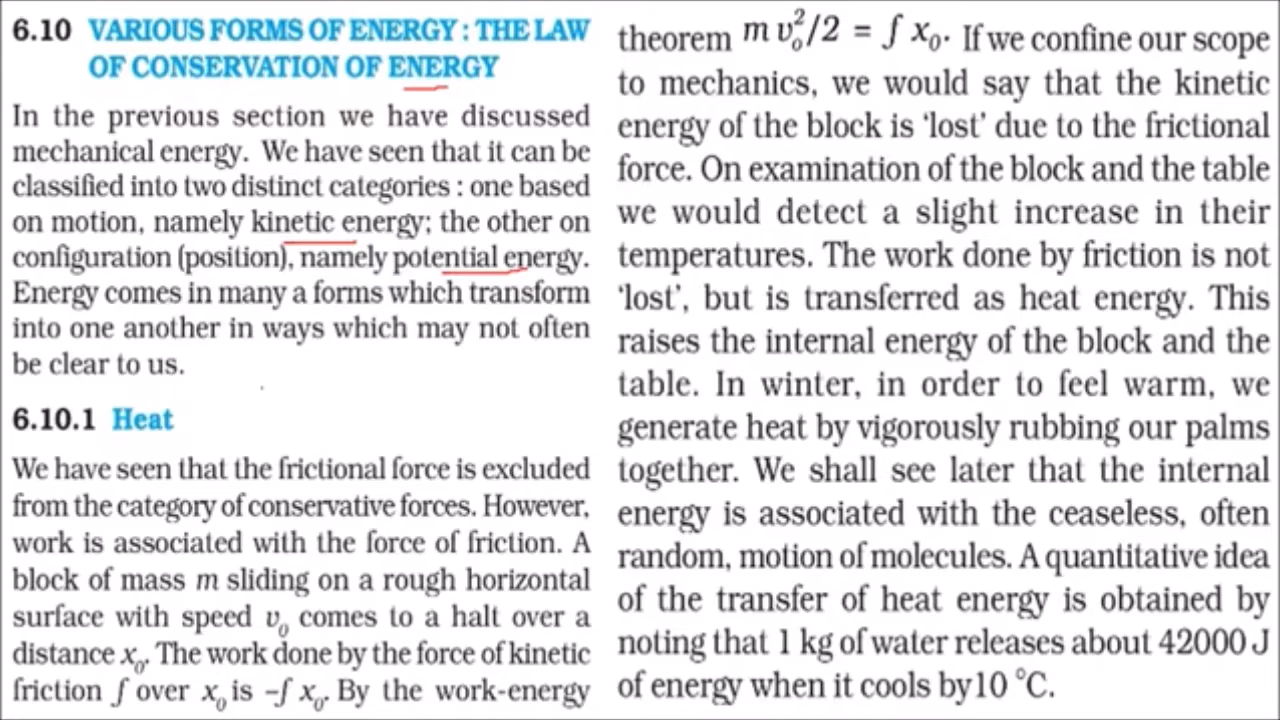 6.10 VARIOUS FORMS OF ENERGY : THE LAW
OF CONSERVATION OF ENERGY
In the previous section we have discussed
mechanical energy. We have seen that it can be
classified into two distinct categories : one based
on motion, namely kinetic energy; the other on
configuration (position), namely potential energy.
Energy comes in many a forms which transform
into one another in ways which may not often
be clear to us.
6.10.1 Heat
We have seen that the frictional force is excluded
from the category of conservative forces. However,
work is associated with the force of friction. A
block of mass m sliding on a rough horizontal
surface with speed v₀ comes to a halt over a
distance x₀. The work done by the force of kinetic
friction f over x₀ is –f x₀. By the work-energy
theorem m v₀²/2 = f x₀. If we confine our scope
to mechanics, we would say that the kinetic
energy of the block is ‘lost’ due to the frictional
force. On examination of the block and the table
we would detect a slight increase in their
temperatures. The work done by friction is not
‘lost’, but is transferred as heat energy. This
raises the internal energy of the block and the
table. In winter, in order to feel warm, we
generate heat by vigorously rubbing our palms
together. We shall see later that the internal
energy is associated with the ceaseless, often
random, motion of molecules. A quantitative idea
of the transfer of heat energy is obtained by
noting that 1 kg of water releases about 42000 J
of energy when it cools by10 °C.